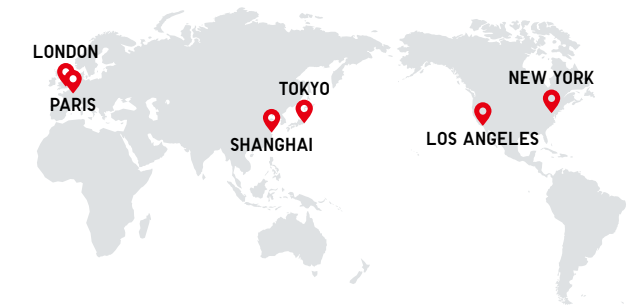 LONDON
PARIS
TOKYO
SHANGHAI
NEW YORK
LOS ANGELES